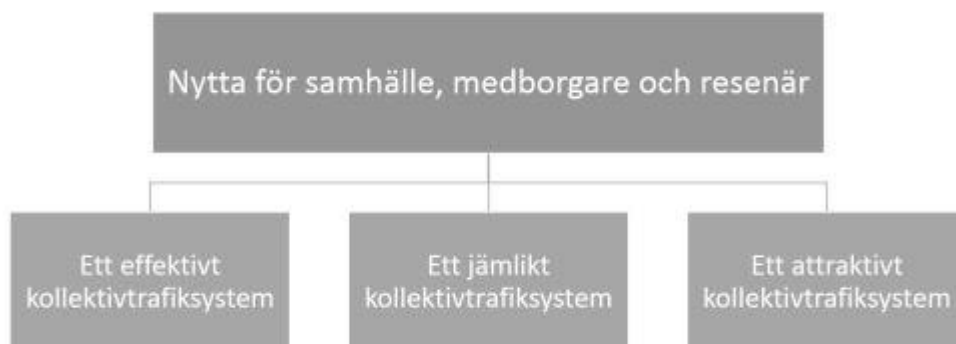 Nytta för samhälle, medborgare och resenär
Ett effektivt
kollektivtrafiksystem
Ett jämlikt
kollektivtrafiksystem
Ett attraktivt
kollektivtrafiksystem